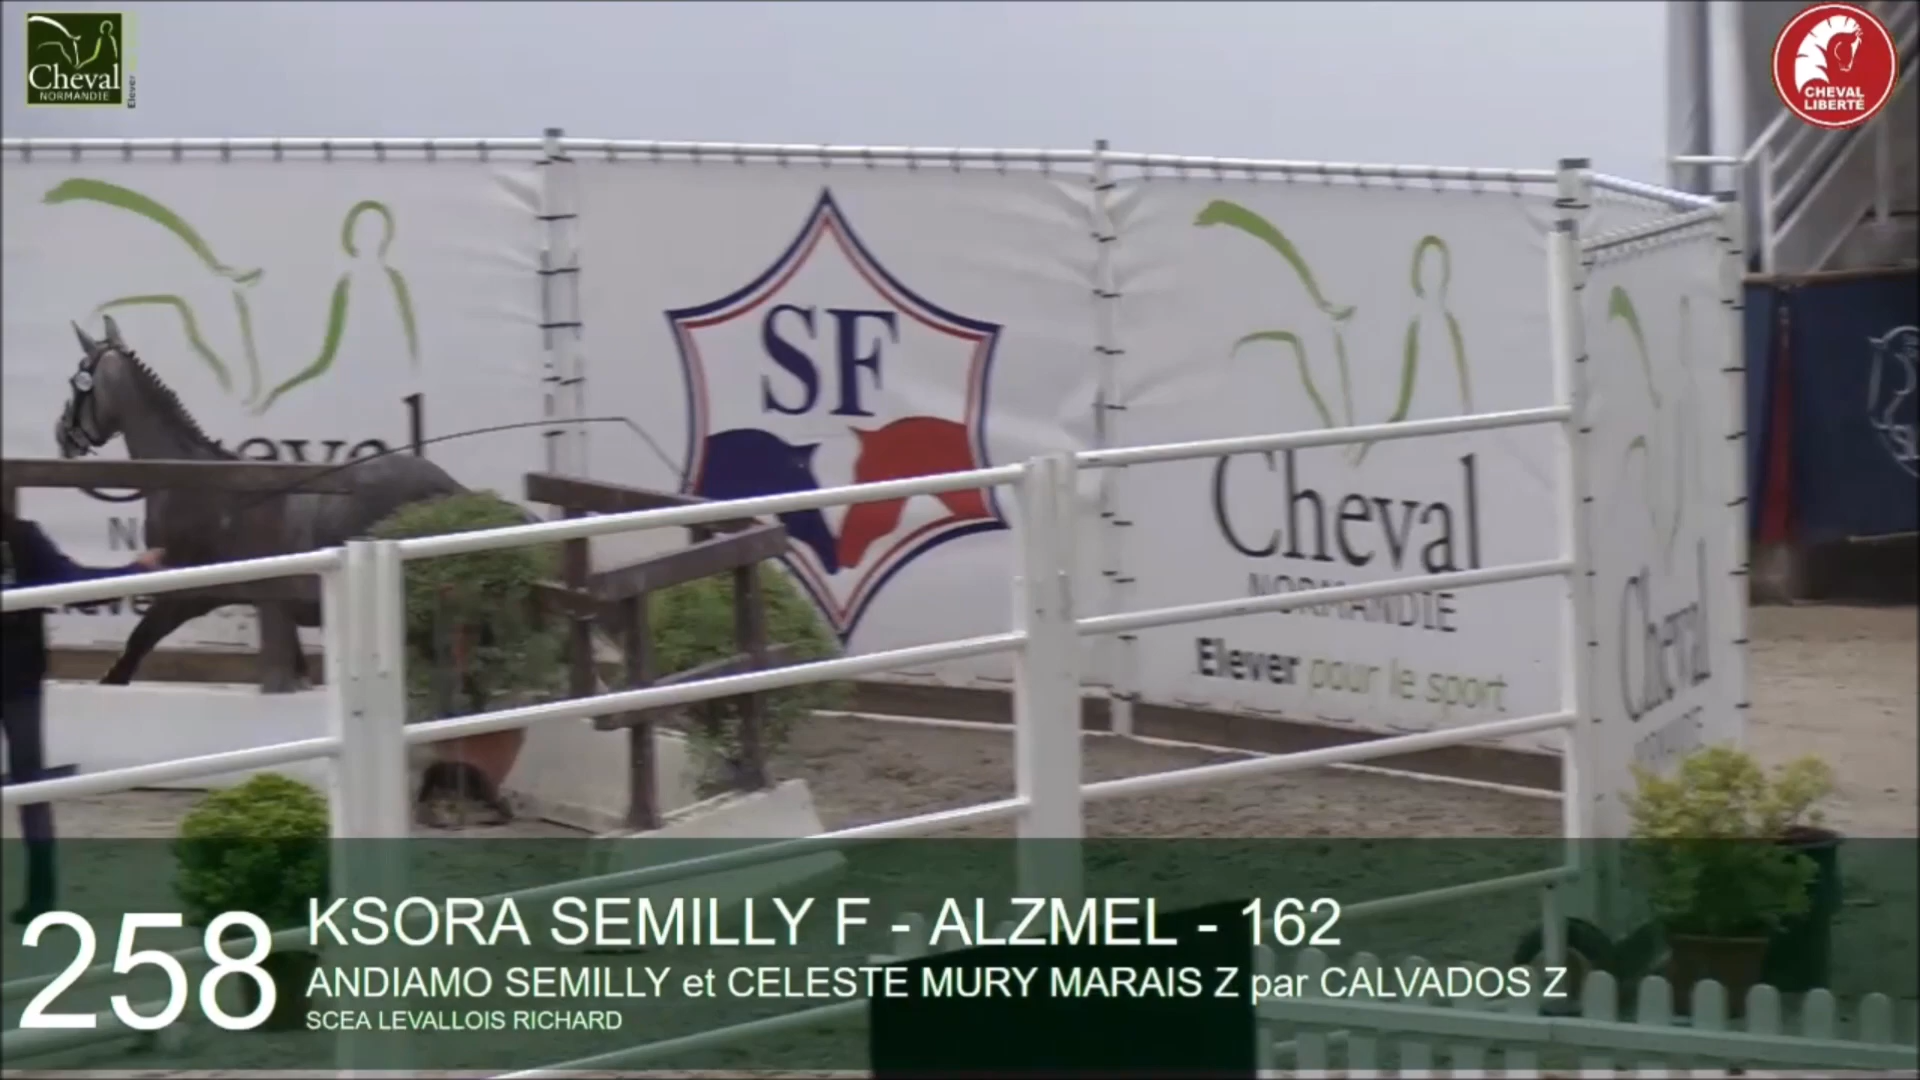 Cheval
NORMANDIE
Elever
CHEVAL
LIBERTÉ
SF
Cheval
NORMANDIE
Elever pour le sport
Cheval
258
KSORA SEMILLY F - ALZMEL - 162
ANDIAMO SEMILLY et CELESTE MURY MARAIS Z par CALVADOS Z
SCEA LEVALLOIS RICHARD